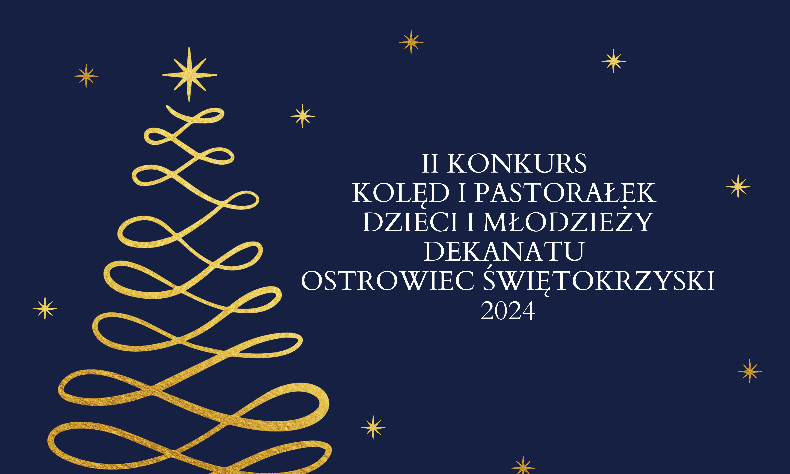 II KONKURS
KOLĘD I PASTORAŁEK
DZIECI I MŁODZIEŻY
DEKANATU
OSTROWIEC ŚWIĘTOKRZYSKI
2024